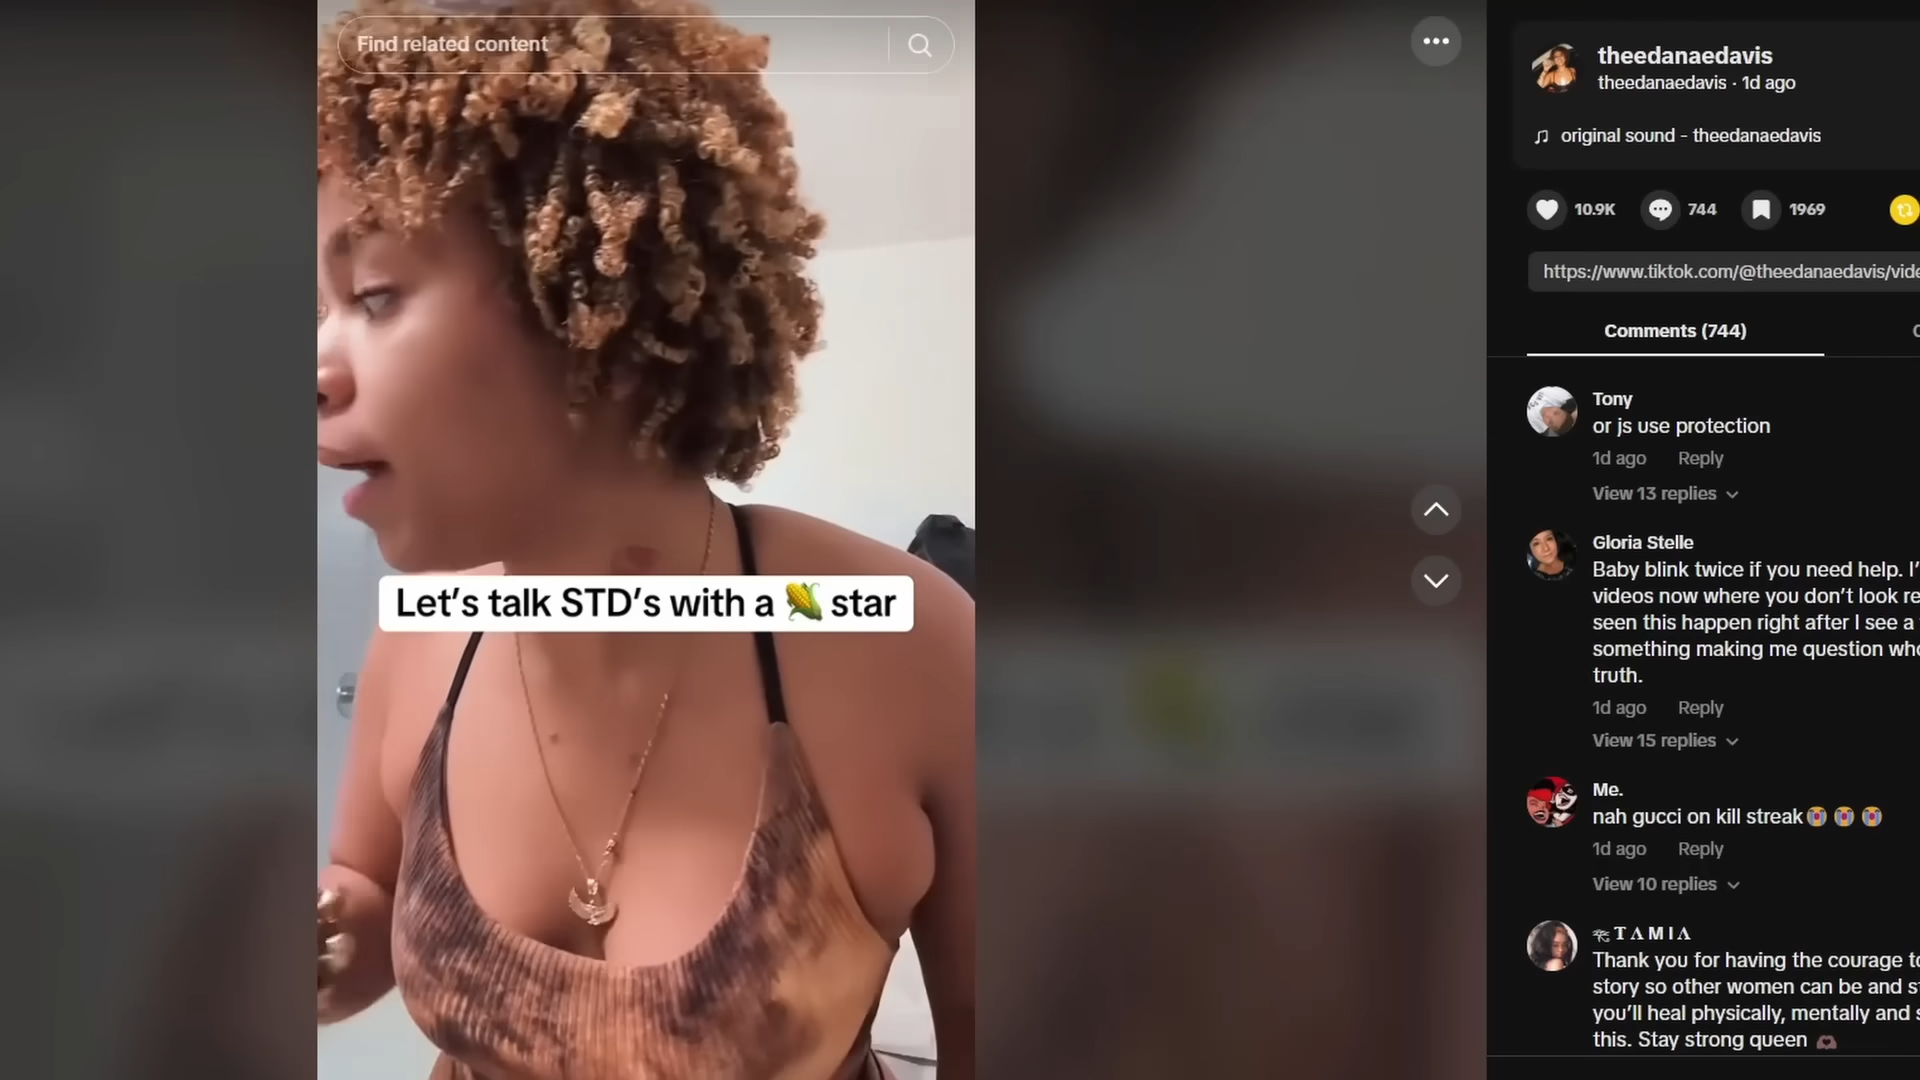 Find related content
Let's talk STD's with a 🌽 star
theedanaedavis
theedanaedavis · 1d ago
original sound - theedanaedavis
10.9K 744 1969
https://www.tiktok.com/@theedanaedavis/vide
Comments (744)
Tony
or js use protection
1d ago Reply
View 13 replies
Gloria Stelle
Baby blink twice if you need help. I'
videos now where you don't look re
seen this happen right after I see a
something making me question who
truth.
1d ago Reply
View 15 replies
Me.
nah gucci on kill streak😭😭😭
1d ago Reply
View 10 replies
T Λ M I Λ
Thank you for having the courage to
story so other women can be and s
you'll heal physically, mentally and s
this. Stay strong queen 🫶🏿